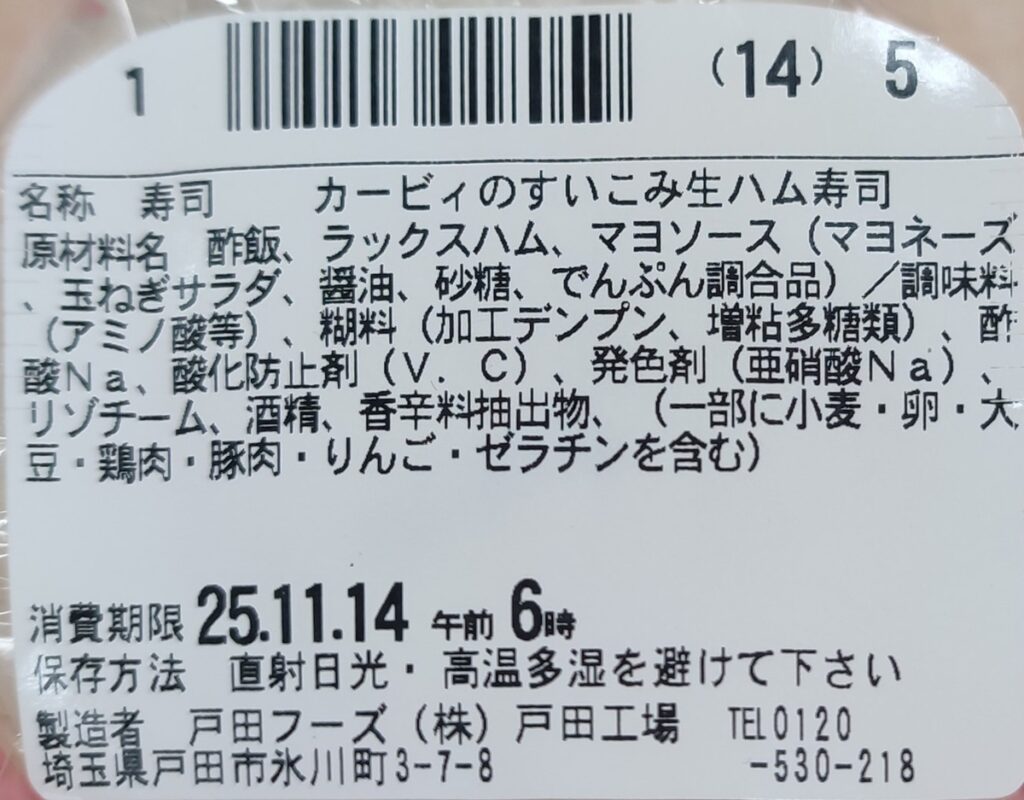 1 （14） 5
名称 寿司 カービィのすいこみ生ハム寿司
原材料名 酢飯、ラックスハム、マヨソース（マヨネーズ
、玉ねぎサラダ、醤油、砂糖、でんぷん調合品）／調味料
（アミノ酸等）、糊料（加工デンプン、増粘多糖類）、酢
酸Ｎａ、酸化防止剤（Ｖ．Ｃ）、発色剤（亜硝酸Ｎａ）、
リゾチーム、酒精、香辛料抽出物、（一部に小麦・卵・大
豆・鶏肉・豚肉・りんご・ゼラチンを含む）
消費期限 25.11.14 午前 6時
保存方法 直射日光・高温多湿を避けて下さい
製造者 戸田フーズ（株）戸田工場 TEL0120
埼玉県戸田市氷川町3-7-8 -530-218